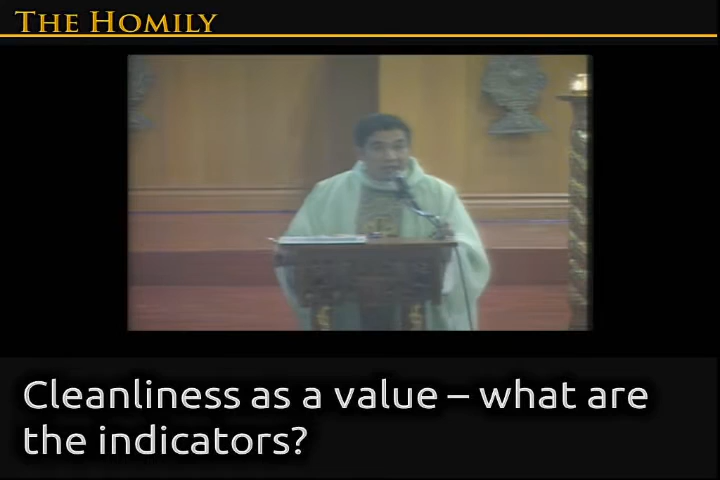 The Homily
Cleanliness as a value – what are
the indicators?